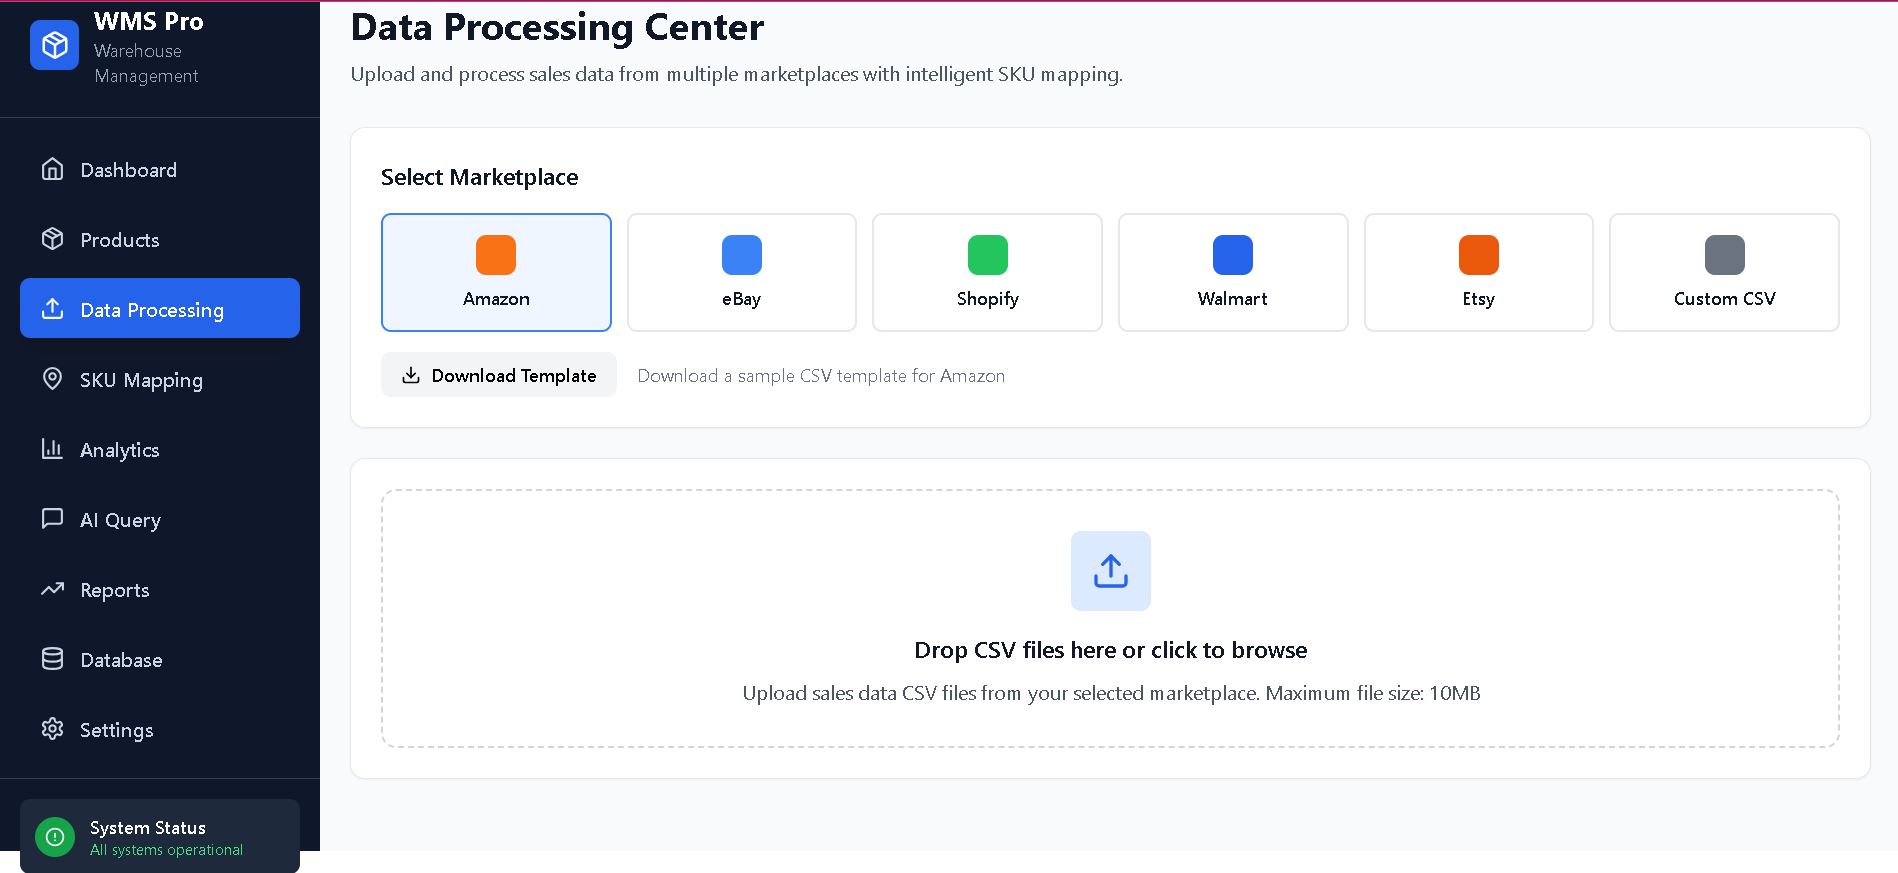 WMS Pro
Warehouse
Management
Dashboard
Products
Data Processing
SKU Mapping
Analytics
AI Query
Reports
Database
Settings
System Status
All systems operational
Data Processing Center
Upload and process sales data from multiple marketplaces with intelligent SKU mapping.
Select Marketplace
Amazon
eBay
Shopify
Walmart
Etsy
Custom CSV
Download Template
Download a sample CSV template for Amazon
Drop CSV files here or click to browse
Upload sales data CSV files from your selected marketplace. Maximum file size: 10MB